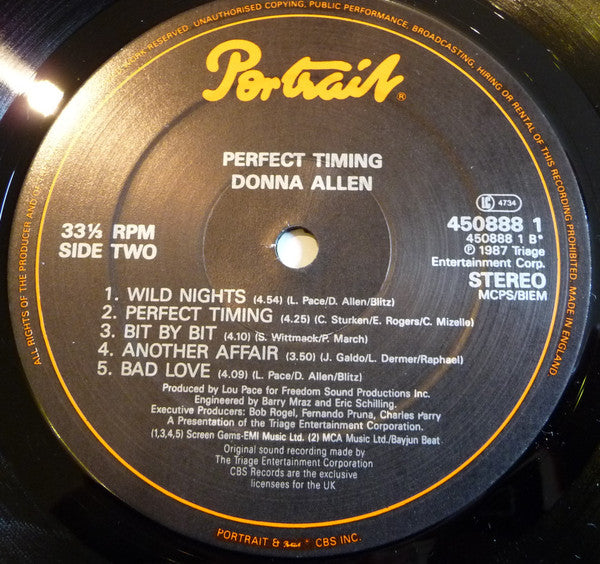 ALL RIGHTS OF THE PRODUCER AND OF
WORK RESERVED. UNAUTHORISED COPYING, PUBLIC PERFORMANCE, BROADCASTING, HIRING OR RENTAL OF THIS RECORDING PROHIBITED. MADE IN ENGLAND
Portrait®
PERFECT TIMING
DONNA ALLEN
LC 4734
33⅓ RPM
SIDE TWO
450888 1
450888 1 B*
℗ 1987 Triage
Entertainment Corp.
STEREO
MCPS/BIEM
1. WILD NIGHTS (4.54) (L. Pace/D. Allen/Blitz)
2. PERFECT TIMING (4.25) (C. Sturken/E. Rogers/C. Mizelle)
3. BIT BY BIT (4.10) (S. Wittmack/P. March)
4. ANOTHER AFFAIR (3.50) (J. Galdo/L. Dermer/Raphael)
5. BAD LOVE (4.09) (L. Pace/D. Allen/Blitz)
Produced by Lou Pace for Freedom Sound Productions Inc.
Engineered by Barry Mraz and Eric Schilling.
Executive Producers: Bob Rogel, Fernando Pruna, Charles Parry
A Presentation of the Triage Entertainment Corporation.
(1,3,4,5) Screen Gems-EMI Music Ltd. (2) MCA Music Ltd./Bayjun Beat
Original sound recording made by
The Triage Entertainment Corporation
CBS Records are the exclusive
licensees for the UK
PORTRAIT & Portrait CBS INC.